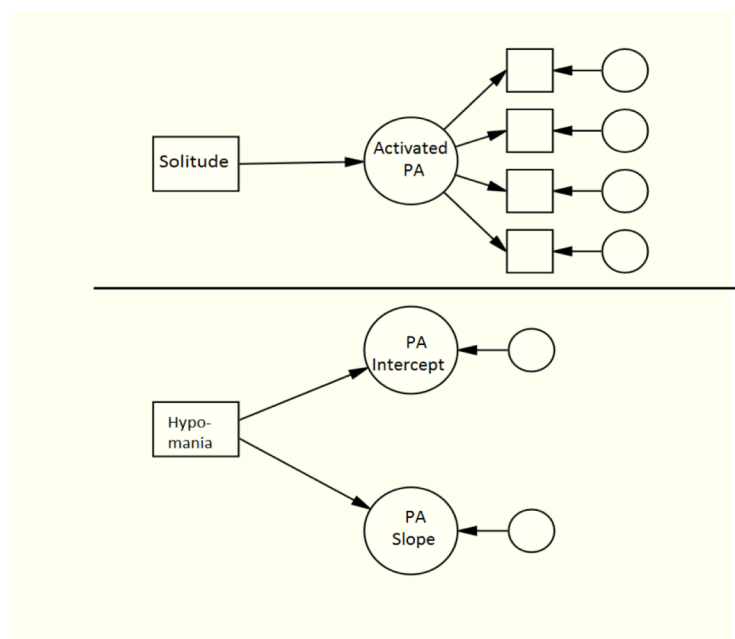 Solitude
Activated
PA
PA
Intercept
Hypo-
mania
PA
Slope